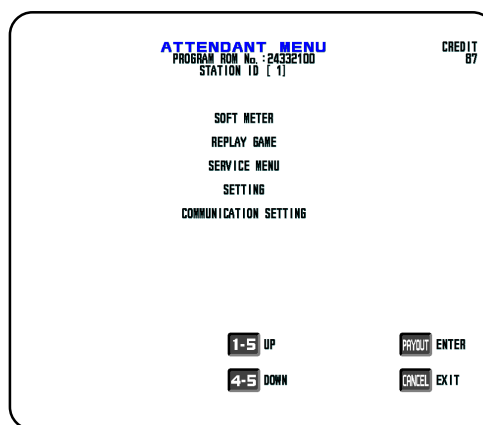 ATTENDANT MENU
CREDIT
PROGRAM ROM No. :24332100
87
STATION ID [ 1]
SOFT METER
REPLAY GAME
SERVICE MENU
SETTING
COMMUNICATION SETTING
1-5 UP
PAYOUT ENTER
4-5 DOWN
CANCEL EXIT